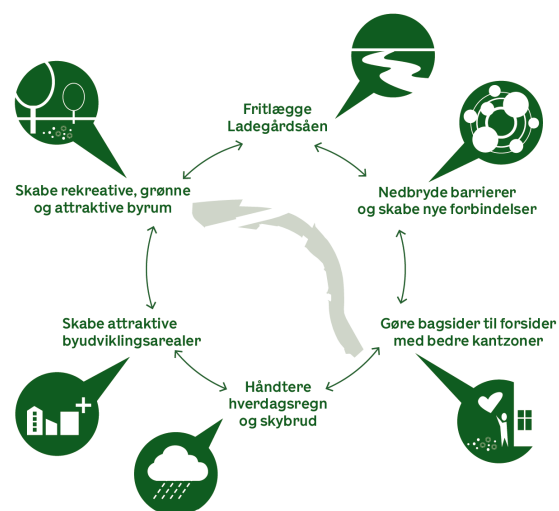 Fritlægge
Ladegårdsåen
Nedbryde barrierer
og skabe nye forbindelser
Gøre bagsider til forsider
med bedre kantzoner
Håndtere
hverdagsregn
og skybrud
Skabe attraktive
byudviklingsarealer
Skabe rekreative, grønne
og attraktive byrum